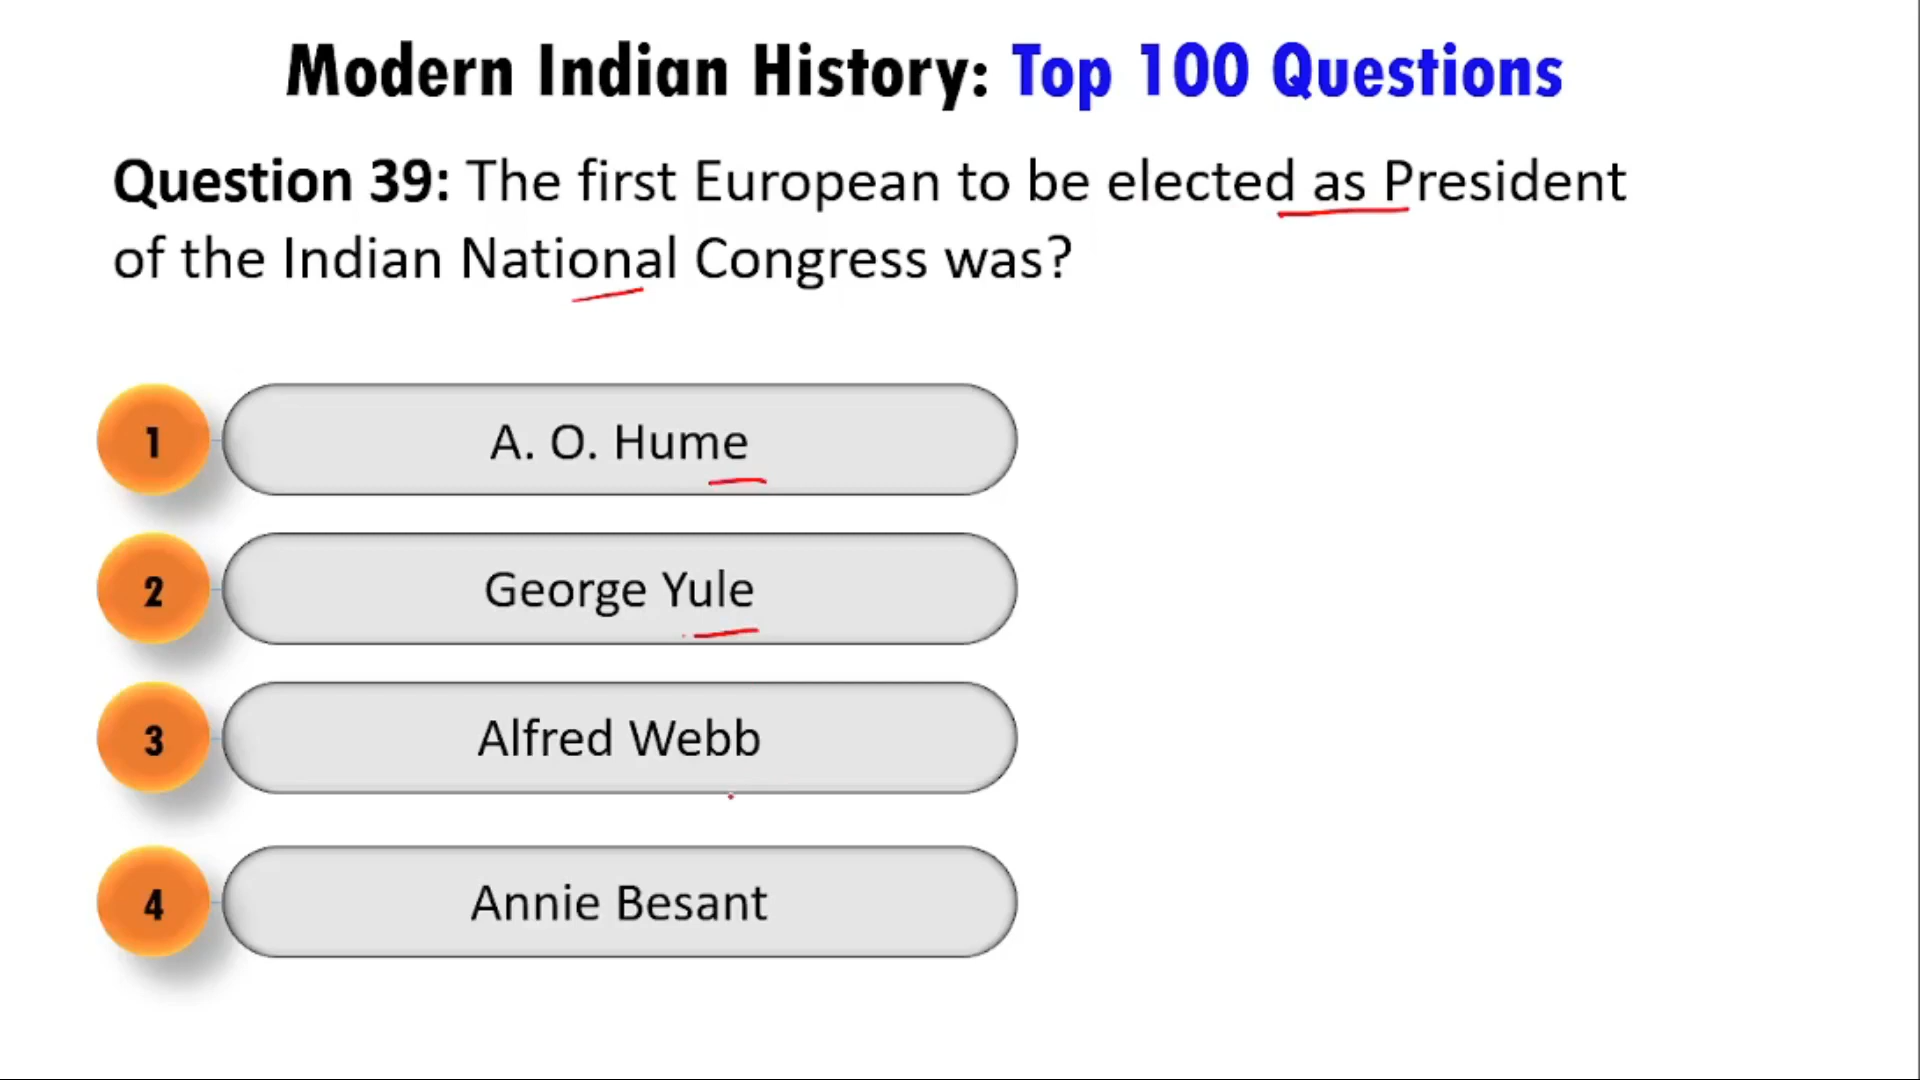 Modern Indian History: Top 100 Questions
Question 39: The first European to be elected as President
of the Indian National Congress was?
1 A. O. Hume
2 George Yule
3 Alfred Webb
4 Annie Besant